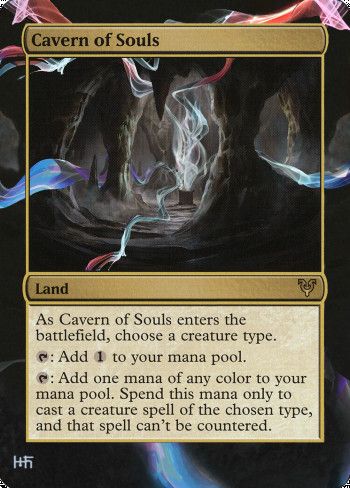 Cavern of Souls
Land
As Cavern of Souls enters the
battlefield, choose a creature type.
: Add 1 to your mana pool.
: Add one mana of any color to your
mana pool. Spend this mana only to
cast a creature spell of the chosen type,
and that spell can't be countered.